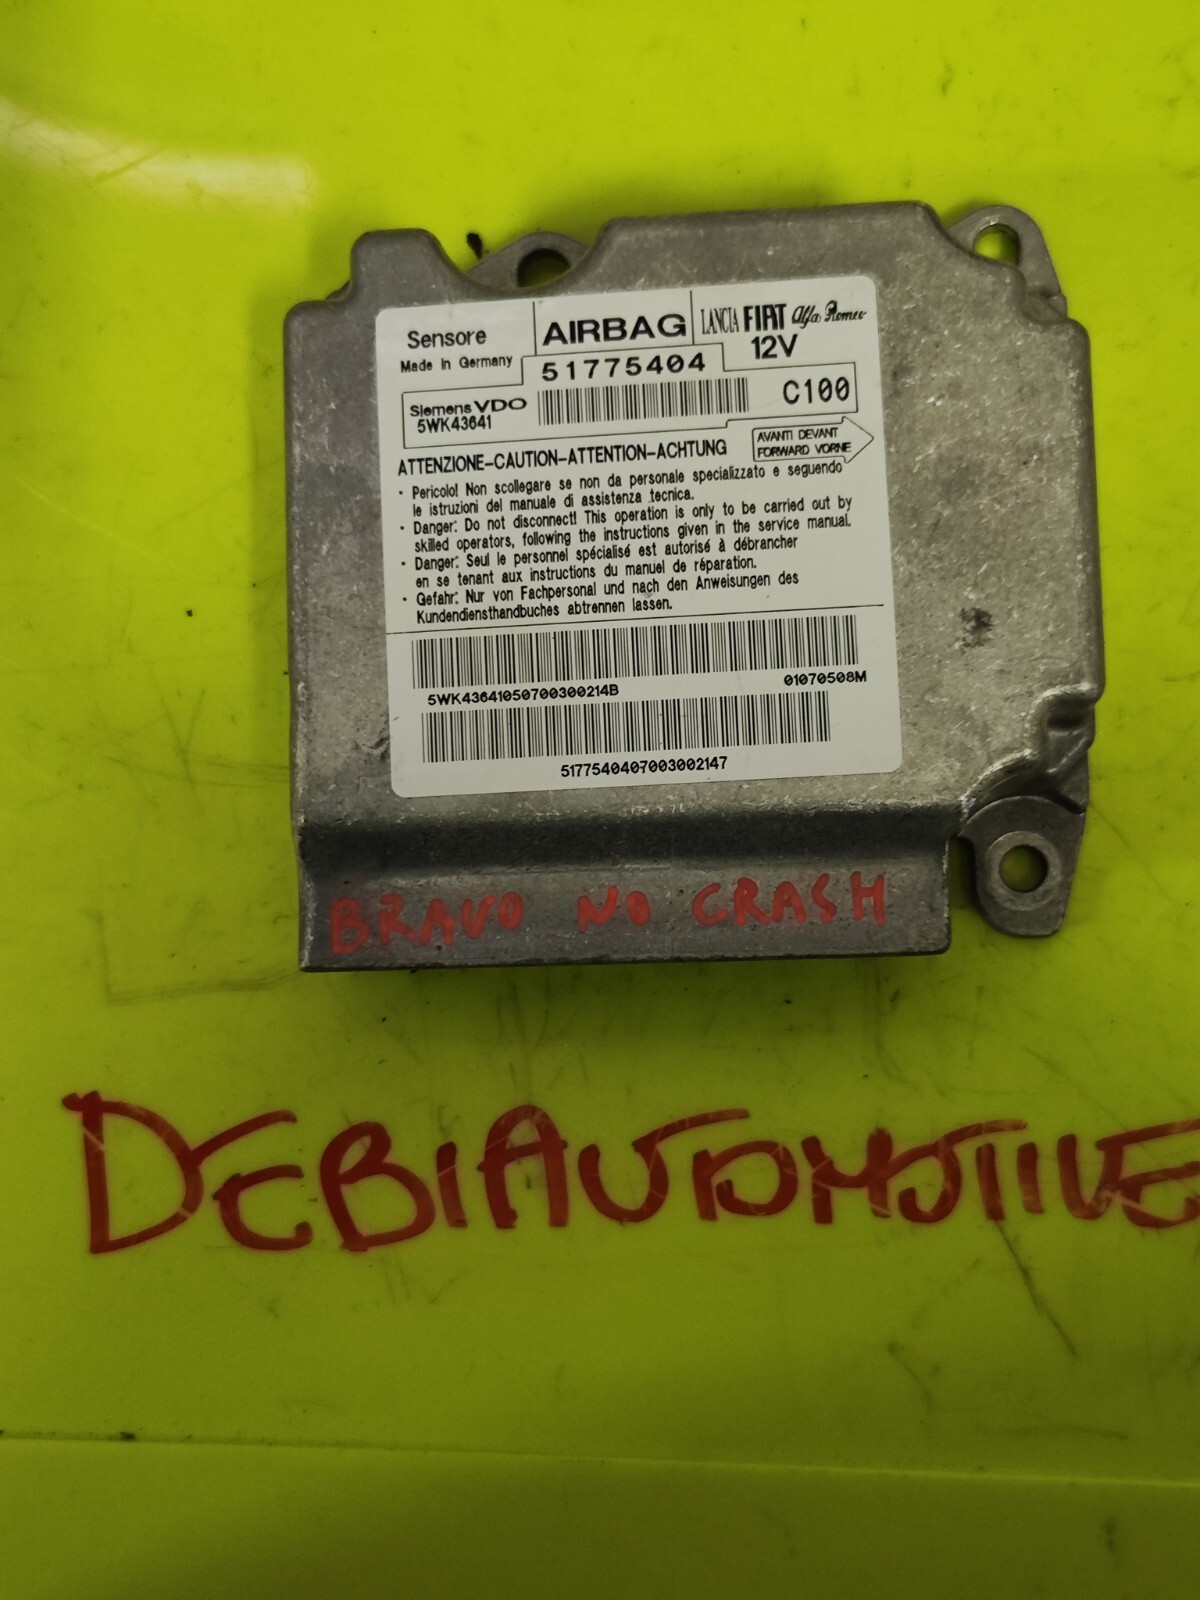 Sensore
Made in Germany
AIRBAG
LANCIA FIAT Alfa Romeo
51775404
12V
Siemens VDO
5WK43641
C100
ATTENZIONE-CAUTION-ATTENTION-ACHTUNG
AVANTI DEVANT
FORWARD VORNE
• Pericolo! Non scollegare se non da personale specializzato e seguendo
le istruzioni del manuale di assistenza tecnica.
• Danger: Do not disconnect! This operation is only to be carried out by
skilled operators, following the instructions given in the service manual.
• Danger: Seul le personnel spécialisé est autorisé à débrancher
en se tenant aux instructions du manuel de réparation.
• Gefahr: Nur von Fachpersonal und nach den Anweisungen des
Kundendiensthandbuches abtrennen lassen.
5WK43641050700300214B
01070508M
5177540407003002147
BRAVO NO CRASH
DEBIAUTOMOTIVE